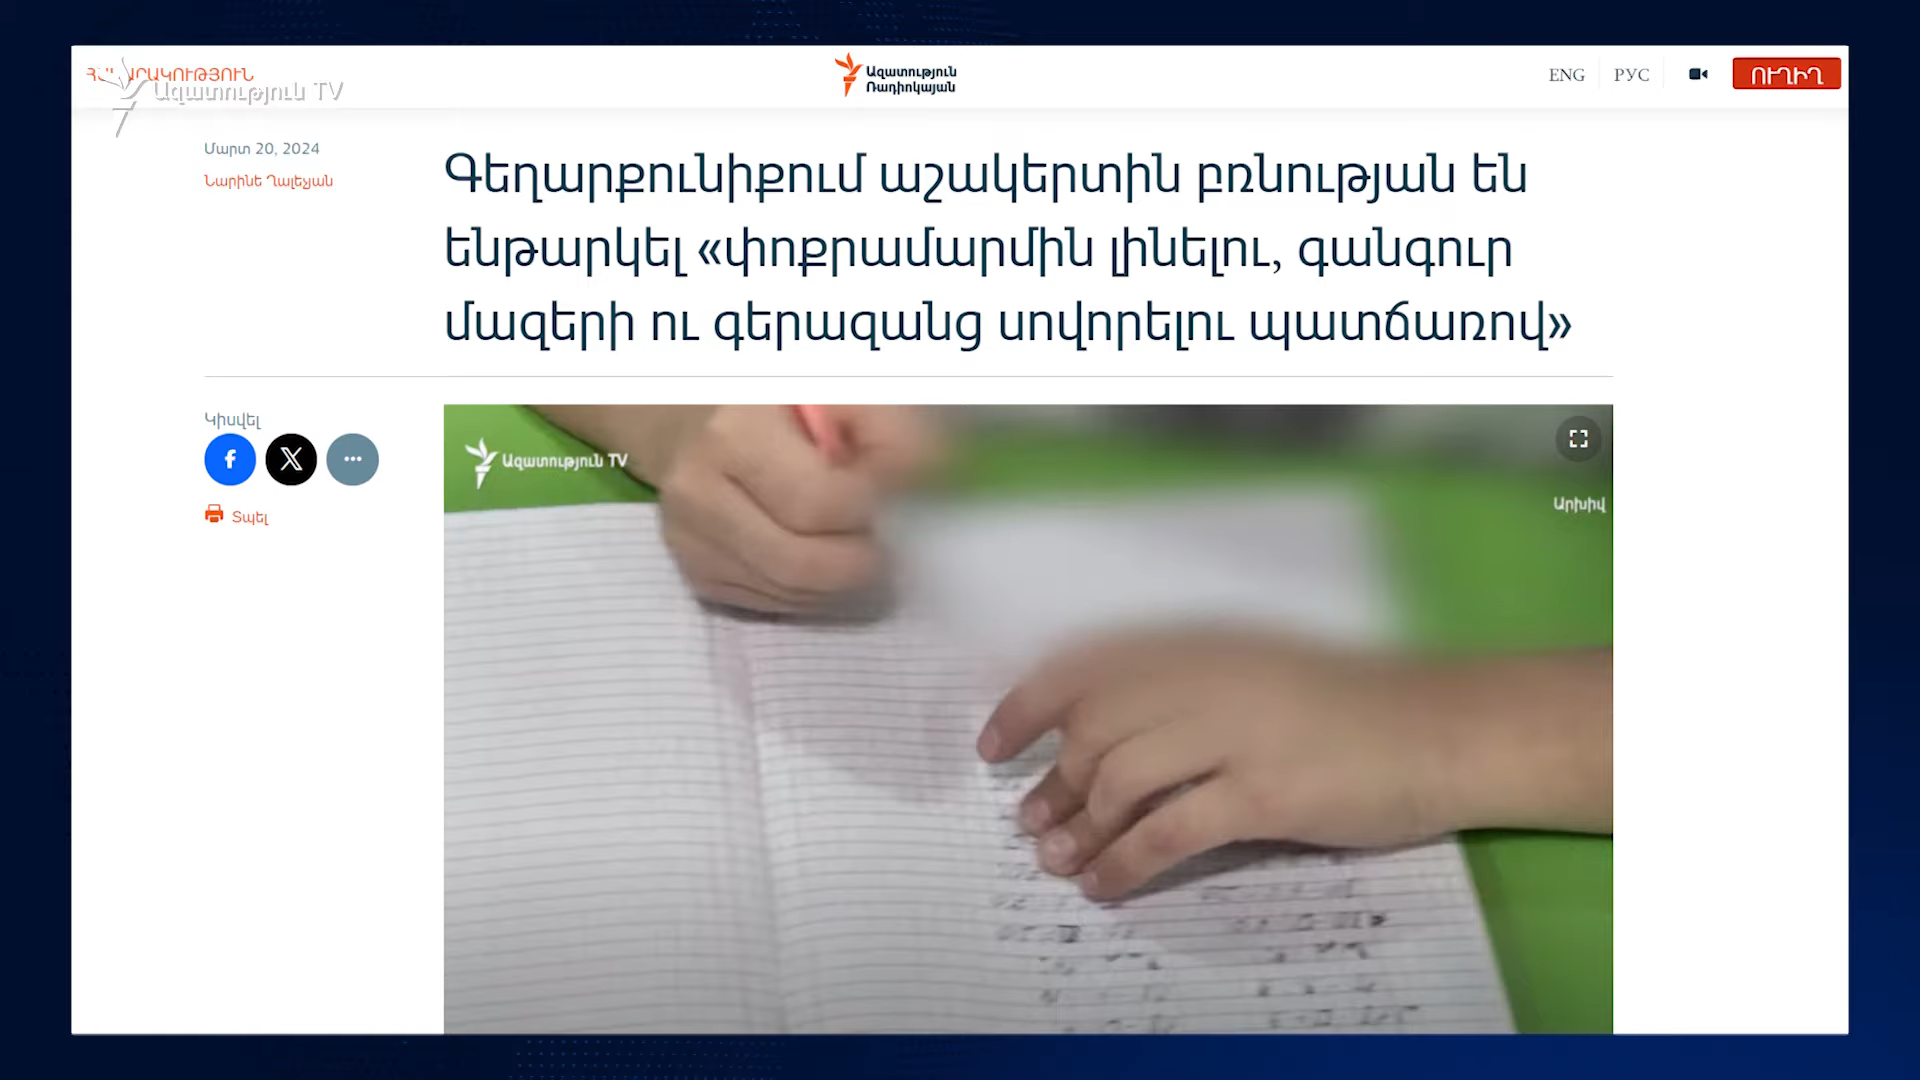 Ազատություն TV
Ազատություն
Ռադիոկայան
ENG
РУС
ՈՒՂԻՂ
Մարտ 20, 2024
Նարինե Ղալեչյան
Գեղարքունիքում աշակերտին բռնության են
ենթարկել «փոքրամարմին լինելու, գանգուր
մազերի ու գերազանց սովորելու պատճառով»
Կիսվել
Տպել
Ազատություն TV
Արխիվ